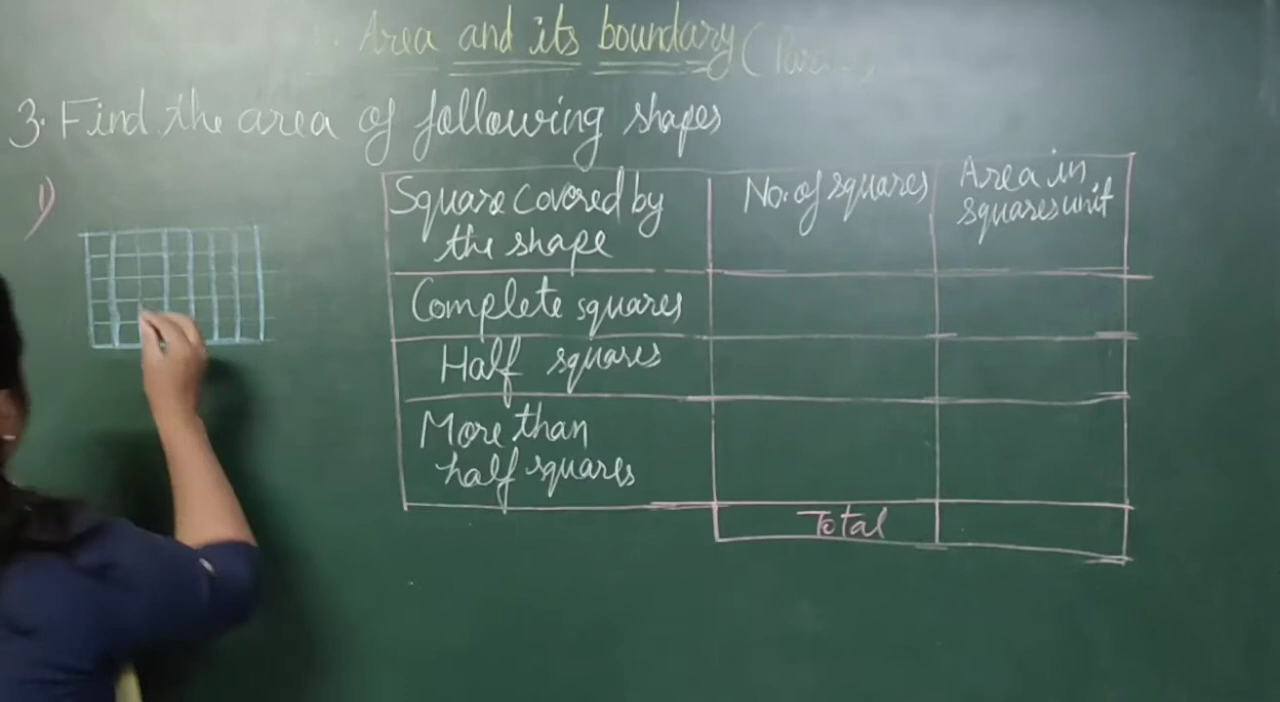 Area and its boundary (
3. Find the area of following shapes
1)
Square covered by
the shape
No. of squares
Area in
squares unit
Complete squares
Half squares
More than
half squares
Total